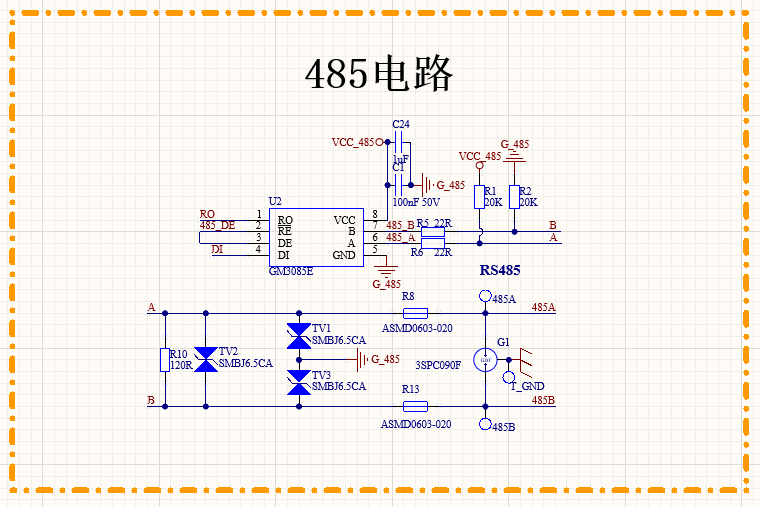 485电路
C24
VCC_485
1uF
C1
G_485
100nF 50V
G_485
VCC_485
R1
20K
R2
20K
U2
RO
1
RO
VCC
8
485_DE
2
RE
B
7
485_B
R5
22R
B
3
DE
A
6
485_A
A
DI
4
DI
GND
5
R6
22R
GM3085E
G_485
RS485
A
R8
485A
485A
ASMD0603-020
TV1
SMBJ6.5CA
R10
120R
TV2
SMBJ6.5CA
G_485
3SPC090F
G1
GDT
TV3
SMBJ6.5CA
T_GND
B
R13
485B
ASMD0603-020
485B